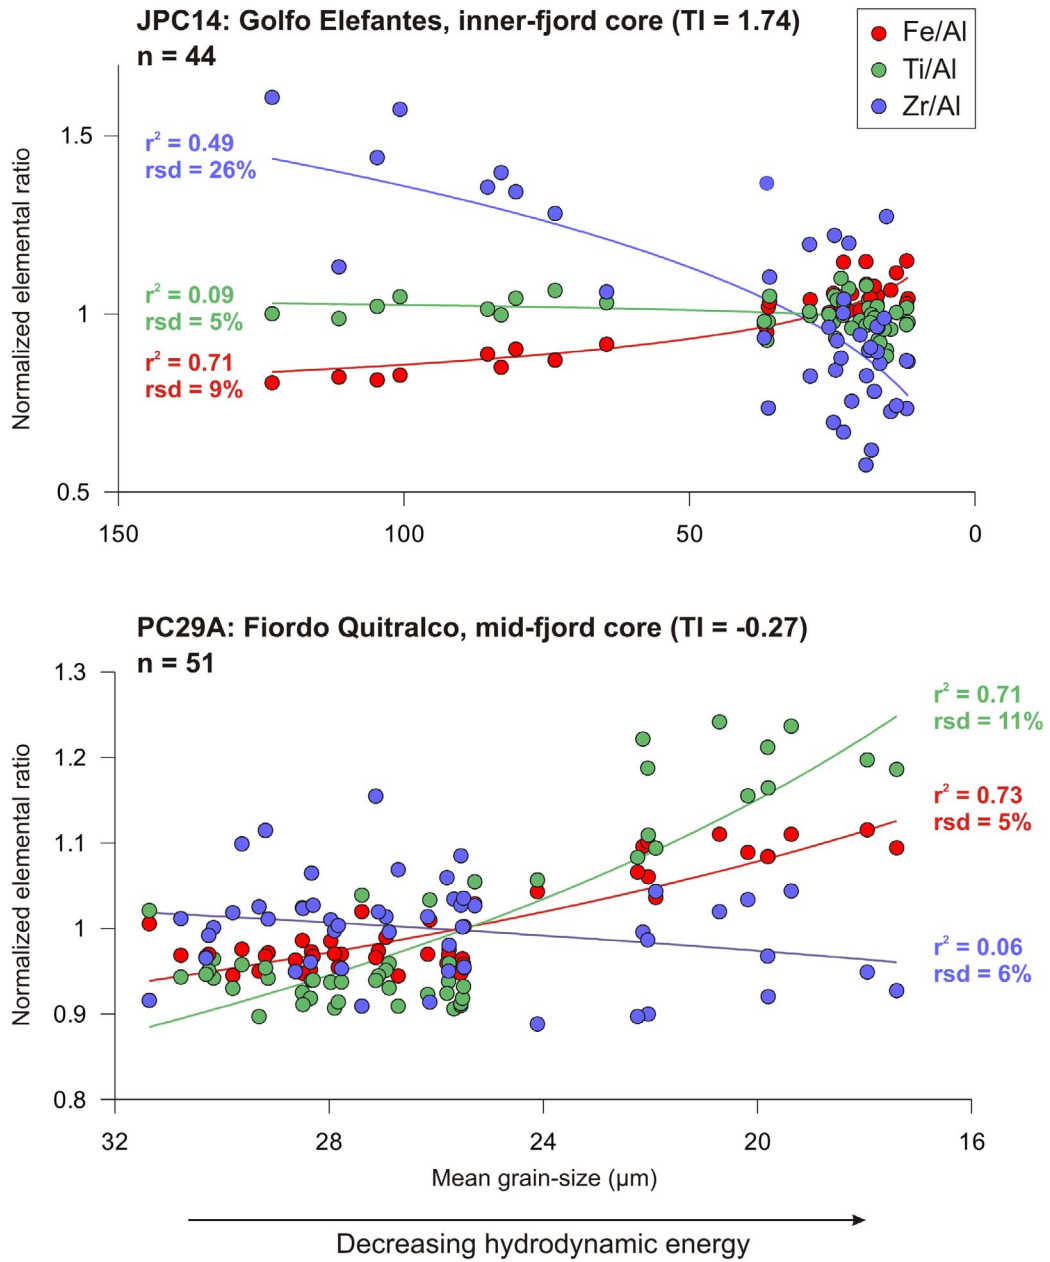 JPC14: Golfo Elefantes, inner-fjord core (TI = 1.74)
n = 44
Fe/Al
Ti/Al
Zr/Al
Normalized elemental ratio
1.5
1
0.5
r² = 0.49
rsd = 26%
r² = 0.09
rsd = 5%
r² = 0.71
rsd = 9%
150
100
50
0
PC29A: Fiordo Quitralco, mid-fjord core (TI = -0.27)
n = 51
Normalized elemental ratio
1.3
1.2
1.1
1
0.9
0.8
r² = 0.71
rsd = 11%
r² = 0.73
rsd = 5%
r² = 0.06
rsd = 6%
32
28
24
20
16
Mean grain-size (µm)
Decreasing hydrodynamic energy